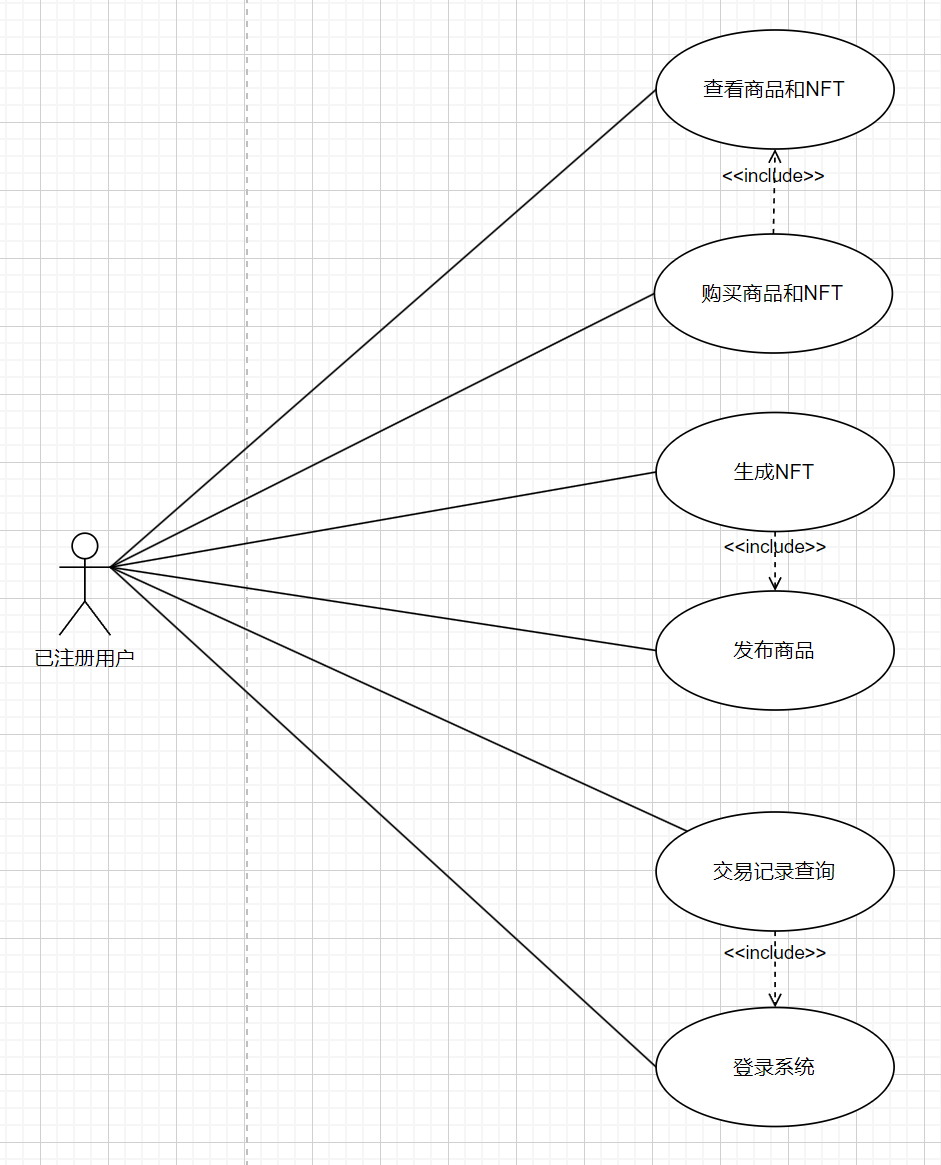 查看商品和NFT
<<include>>
购买商品和NFT
生成NFT
<<include>>
已注册用户
发布商品
交易记录查询
<<include>>
登录系统